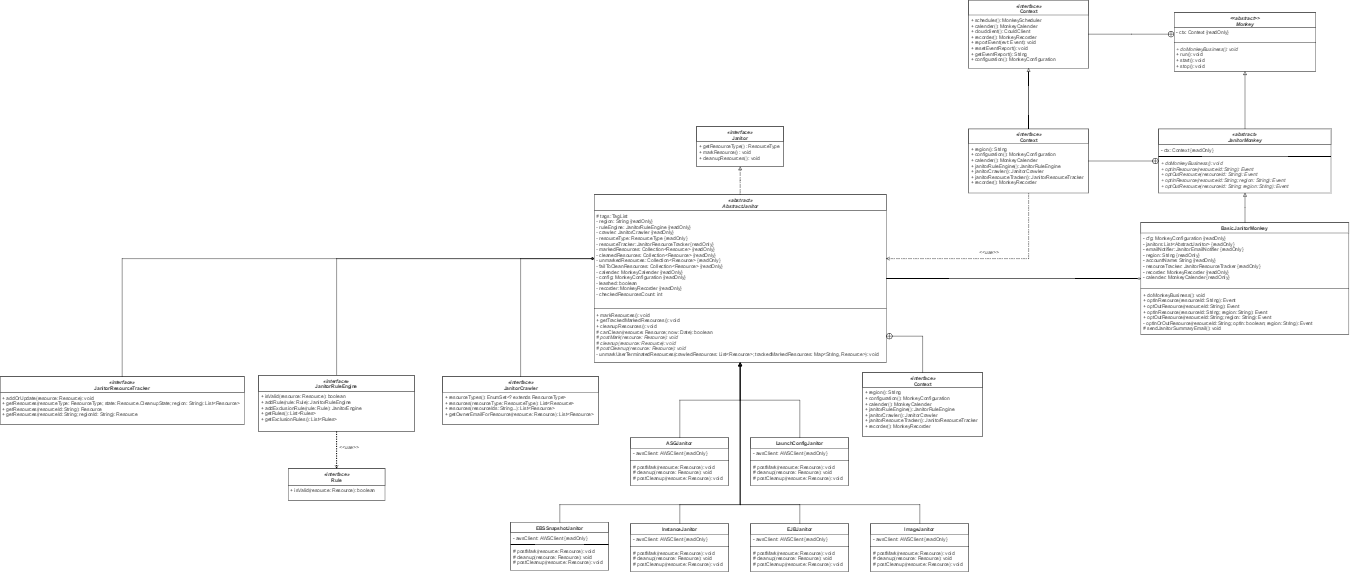 «interface»
Context
+ scheduler(): MonkeyScheduler
+ calender(): MonkeyCalender
+ cloudclient(): CouldClient
+ recorder(): MonkeyRecorder
+ reportEvent(evt: Event): void
+ resetEventReport(): void
+ getEventReport(): String
+ configuration(): MonkeyConfiguration
<<abstract>>
Monkey
- ctx: Context {readOnly}
+ doMonkeyBusiness(): void
+ run(): void
+ start(): void
+ stop(): void
«interface»
Janitor
+ getResourceType(): ResourceType
+ markResource(): void
+ cleanupResources(): void
«interface»
Context
+ region(): String
+ configuration(): MonkeyConfiguration
+ calender(): MonkeyCalender
+ janitorRuleEngine(): JanitorRuleEngine
+ janitorCrawler(): JanitorCrawler
+ janitorResourceTracker(): JanitorResourceTracker
+ recorder(): MonkeyRecorder
«abstract»
JanitorMonkey
- ctx: Context {readOnly}
+ doMonkeyBusiness(): void
+ optInResource(resourceId: String): Event
+ optOutResource(resourceId: String): Event
+ optInResource(resourceId: String; region: String): Event
+ optOutResource(resourceId: String; region: String): Event
«abstract»
AbstractJanitor
# tags: TagList
- region: String {readOnly}
- ruleEngine: JanitorRuleEngine {readOnly}
- crawler: JanitorCrawler {readOnly}
- resourceType: ResourceType {readOnly}
- resourceTracker: JanitorResourceTracker {readOnly}
- markedResources: Collection<Resource> {readOnly}
- cleanedResources: Collection<Resource> {readOnly}
- unmarkedResources: Collection<Resource> {readOnly}
- failToCleanResources: Collection<Resource> {readOnly}
- calender: MonkeyCalender {readOnly}
- config: MonkeyConfiguration {readOnly}
- leashed: boolean
- recorder: MonkeyRecorder {readOnly}
- checkedResourcesCount: int
+ markResources(): void
+ getTrackedMarkedResources(): void
+ cleanupResources(): void
# canClean(resource: Resource; now: Date): boolean
# postMark(resource: Resource): void
# cleanup(resource: Resource): void
# postCleanup(resource: Resource): void
- unmarkUserTerminatedResources(crawledResources: List<Resource>; trackedMarkedResources: Map<String, Resource>): void
BasicJanitorMonkey
- cfg: MonkeyConfiguration {readOnly}
- janitors: List<AbstractJanitor> {readOnly}
- emailNotifier: JanitorEmailNotifier {readOnly}
- region: String {readOnly}
- accountName: String {readOnly}
- resourceTracker: JanitorResourceTracker {readOnly}
- recorder: MonkeyRecorder {readOnly}
- calender: MonkeyCalender {readOnly}
+ doMonkeyBusiness(): void
+ optInResource(resourceId: String): Event
+ optOutResource(resourceId: String): Event
+ optInResource(resourceId: String; region: String): Event
+ optOutResource(resourceId: String; region: String): Event
- optInOrOutResource(resourceId: String; optIn: boolean; region: String): Event
# sendJanitorSummaryEmail(): void
<<use>>
«interface»
JanitorResourceTracker
+ addOrUpdate(resource: Resource): void
+ getResources(resourceType: ResourceType; state: Resource.CleanupState; region: String): List<Resource>
+ getResources(resourceId: String): Resource
+ getResources(resourceId: String; regionId: String): Resource
«interface»
JanitorRuleEngine
+ isValid(resource: Resource): boolean
+ addRule(rule: Rule): JanitorRuleEngine
+ addExclusionRule(rule: Rule): JanitorEngine
+ getRules(): List<Rules>
+ getExclusionRules(): List<Rules>
«interface»
JanitorCrawler
+ resourceTypes(): EnumSet<? extends ResourceType>
+ resources(resourceType: ResourceType): List<Resource>
+ resources(resourceIds: String...): List<Resource>
+ getOwnerEmailForResource(resource: Resource): List<Resource>
«interface»
Context
+ region(): String
+ configuration(): MonkeyConfiguration
+ calender(): MonkeyCalender
+ janitorRuleEngine(): JanitorRuleEngine
+ janitorCrawler(): JanitorCrawler
+ janitorResourceTracker(): JanitorResourceTracker
+ recorder(): MonkeyRecorder
<<use>>
«interface»
Rule
+ isValid(resource: Resource): boolean
ASGJanitor
- awsClient: AWSClient {readOnly}
# postMark(resource: Resource): void
# cleanup(resource: Resource): void
# postCleanup(resource: Resource): void
LaunchConfigJanitor
- awsClient: AWSClient {readOnly}
# postMark(resource: Resource): void
# cleanup(resource: Resource): void
# postCleanup(resource: Resource): void
EBSSnapshotJanitor
- awsClient: AWSClient {readOnly}
# postMark(resource: Resource): void
# cleanup(resource: Resource): void
# postCleanup(resource: Resource): void
InstanceJanitor
- awsClient: AWSClient {readOnly}
# postMark(resource: Resource): void
# cleanup(resource: Resource): void
# postCleanup(resource: Resource): void
EJBJanitor
- awsClient: AWSClient {readOnly}
# postMark(resource: Resource): void
# cleanup(resource: Resource): void
# postCleanup(resource: Resource): void
ImageJanitor
- awsClient: AWSClient {readOnly}
# postMark(resource: Resource): void
# cleanup(resource: Resource): void
# postCleanup(resource: Resource): void